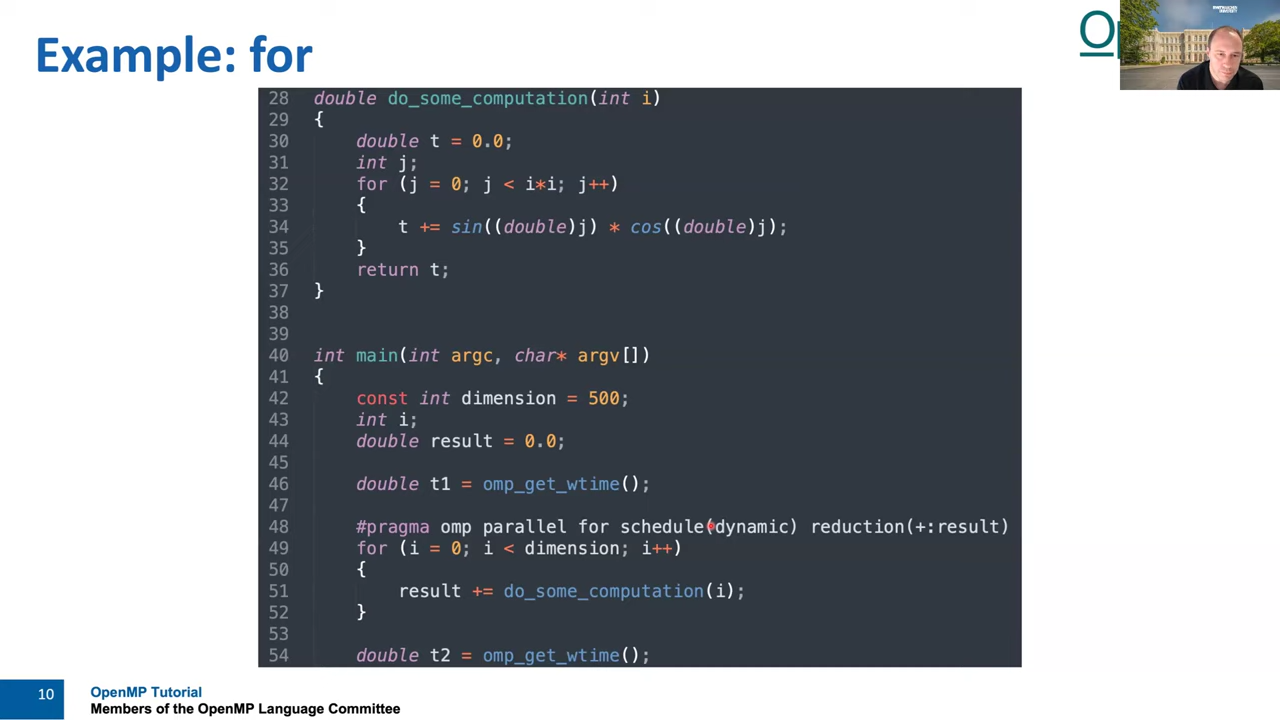 Example: for
Op
28 double do_some_computation(int i)
29 {
30 double t = 0.0;
31 int j;
32 for (j = 0; j < i*i; j++)
33 {
34 t += sin((double)j) * cos((double)j);
35 }
36 return t;
37 }
38
39
40 int main(int argc, char* argv[])
41 {
42 const int dimension = 500;
43 int i;
44 double result = 0.0;
45
46 double t1 = omp_get_wtime();
47
48 #pragma omp parallel for schedule(dynamic) reduction(+:result)
49 for (i = 0; i < dimension; i++)
50 {
51 result += do_some_computation(i);
52 }
53
54 double t2 = omp_get_wtime();
10
OpenMP Tutorial
Members of the OpenMP Language Committee